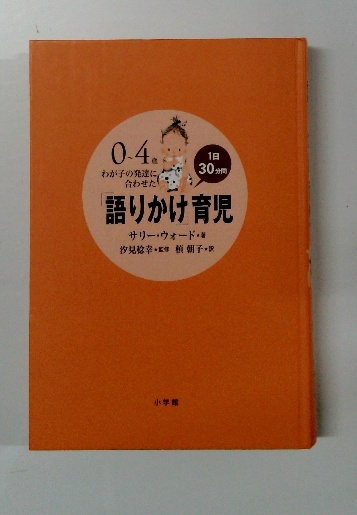 0~4歳
わが子の発達に
合わせた
1日
30分間
「語りかけ」育児
サリー・ウォード・著
汐見稔幸・監修 槙 朝子・訳
小学館